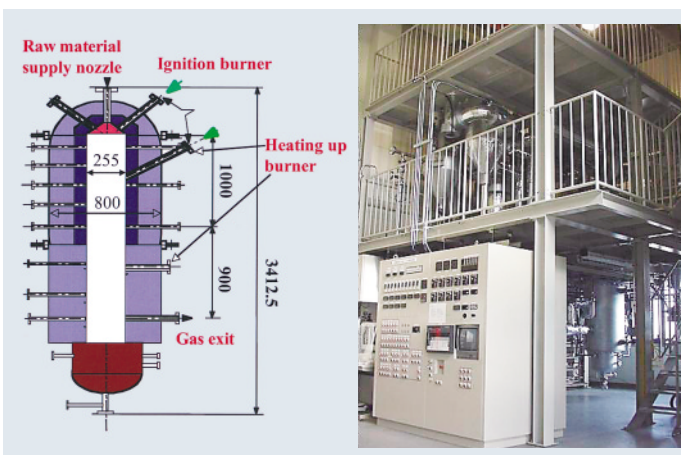 Raw material
supply nozzle
Ignition burner
Heating up
burner
255
800
1000
900
3412.5
Gas exit